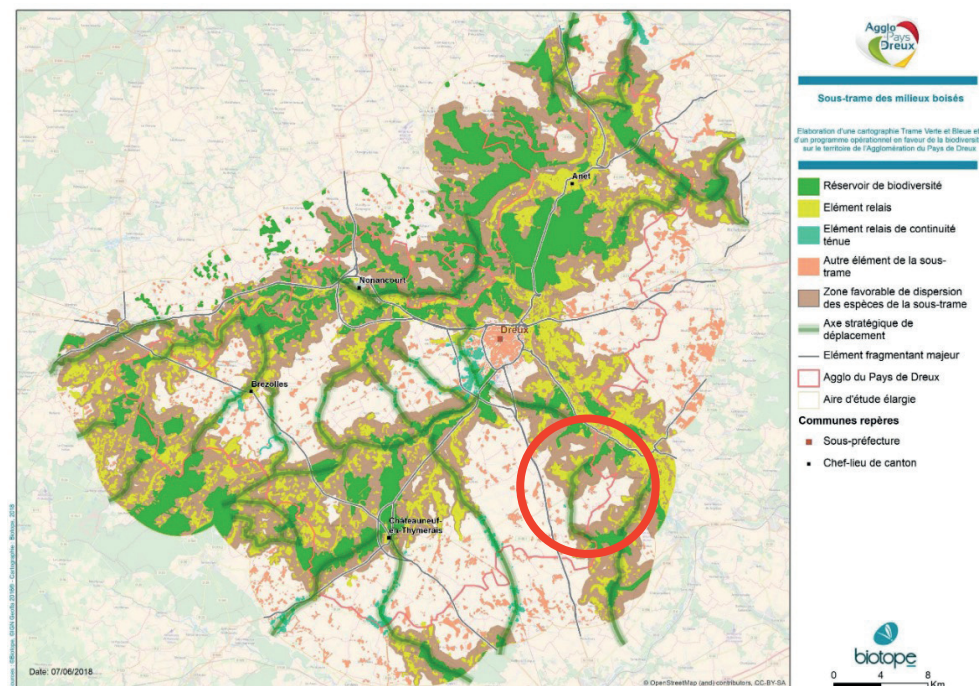 Agglo
Pays
Dreux
Sous-trame des milieux boisés
Elaboration d'une cartographie Trame Verte et Bleue et
d'un programme opérationnel en faveur de la biodiversit
sur le territoire de l'Agglomération du Pays de Dreux
Réservoir de biodiversité
Elément relais
Elément relais de continuité
ténue
Autre élément de la sous-
trame
Zone favorable de dispersion
des espèces de la sous-trame
Axe stratégique de
déplacement
Elément fragmentant majeur
Agglo du Pays de Dreux
Aire d'étude élargie
Communes repères
Sous-préfecture
Chef-lieu de canton
Anet
Nonancourt
Dreux
Brezolles
Châteauneuf-
en-Thymerais
Date: 07/06/2018
© OpenStreetMap (and) contributors, CC-BY-SA
biotope
0 4 8
Km